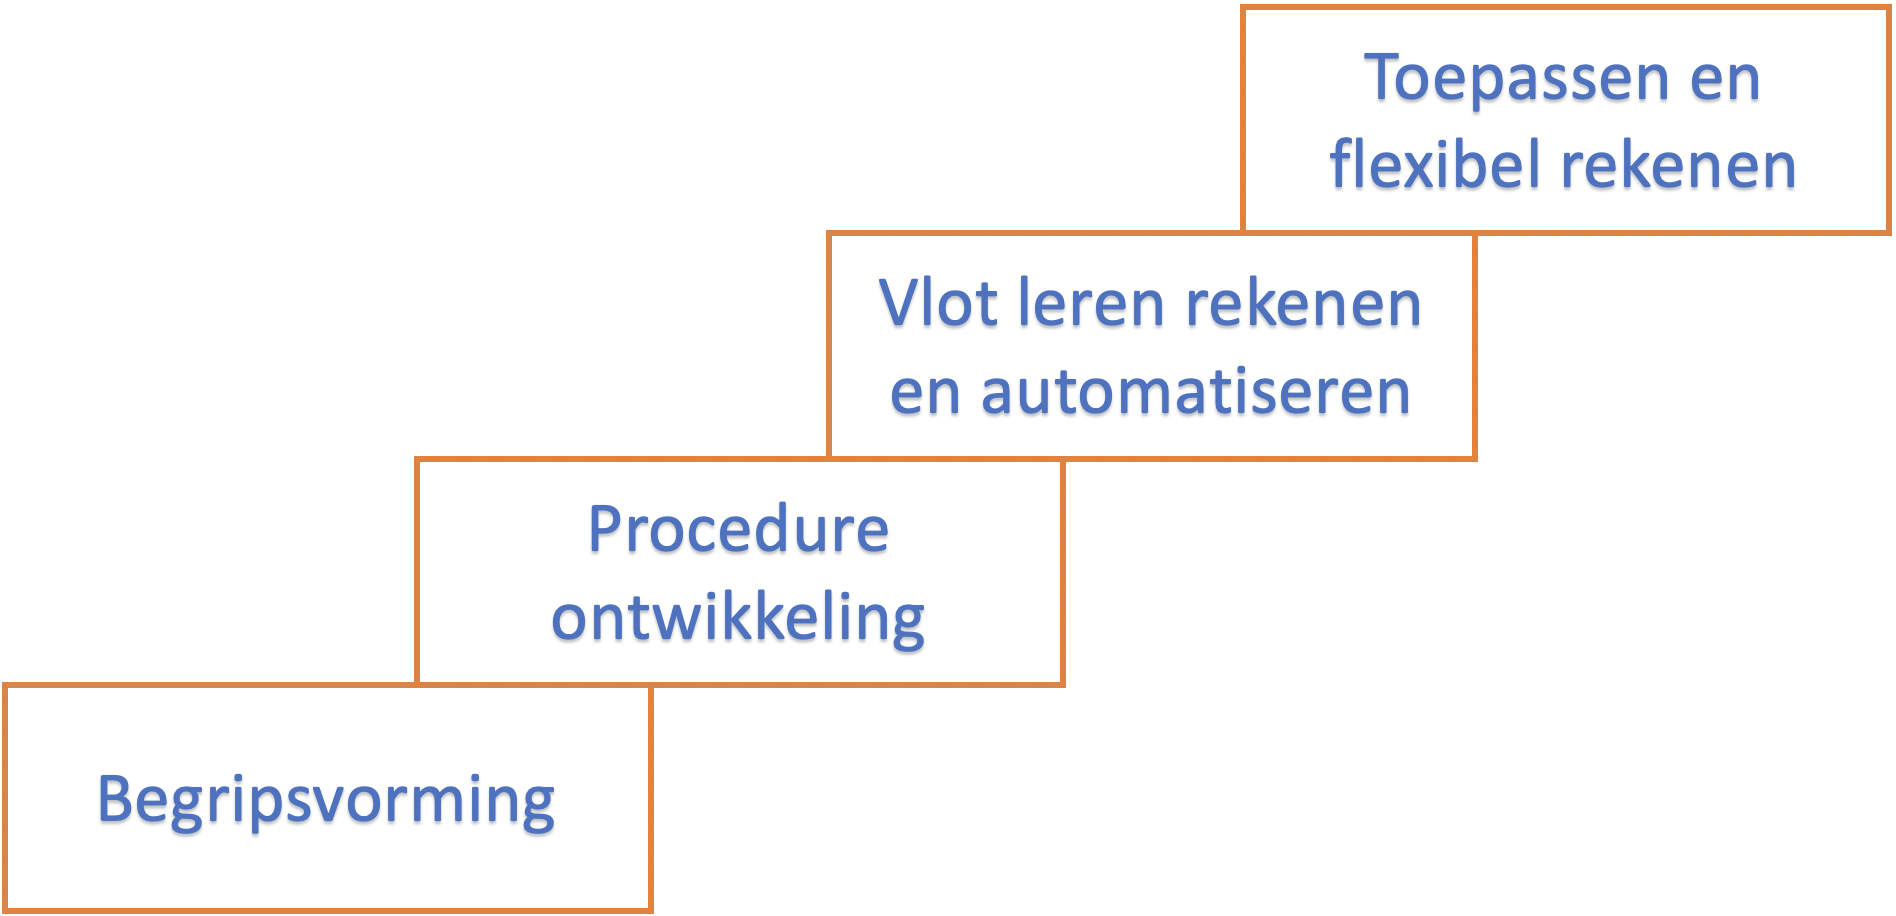 Toepassen en
flexibel rekenen
Vlot leren rekenen
en automatiseren
Procedure
ontwikkeling
Begripsvorming